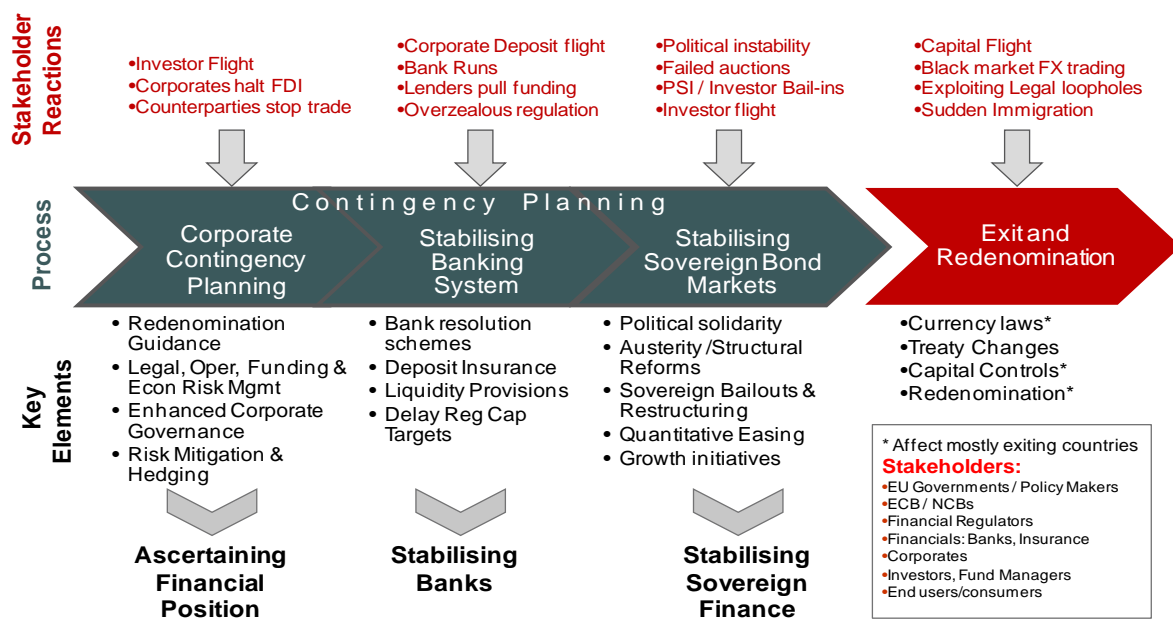 Stakeholder
Reactions
•Investor Flight
•Corporates halt FDI
•Counterparties stop trade
•Corporate Deposit flight
•Bank Runs
•Lenders pull funding
•Overzealous regulation
•Political instability
•Failed auctions
•PSI / Investor Bail-ins
•Investor flight
•Capital Flight
•Black market FX trading
•Exploiting Legal loopholes
•Sudden Immigration
Process
Contingency Planning
Corporate
Contingency
Planning
Stabilising
Banking
System
Stabilising
Sovereign Bond
Markets
Exit and
Redenomination
Key
Elements
• Redenomination
Guidance
• Legal, Oper, Funding &
Econ Risk Mgmt
• Enhanced Corporate
Governance
• Risk Mitigation &
Hedging
• Bank resolution
schemes
• Deposit Insurance
• Liquidity Provisions
• Delay Reg Cap
Targets
• Political solidarity
• Austerity /Structural
Reforms
• Sovereign Bailouts &
Restructuring
• Quantitative Easing
• Growth initiatives
•Currency laws*
•Treaty Changes
•Capital Controls*
•Redenomination*
Ascertaining
Financial
Position
Stabilising
Banks
Stabilising
Sovereign
Finance
* Affect mostly exiting countries
Stakeholders:
•EU Governments / Policy Makers
•ECB / NCBs
•Financial Regulators
•Financials: Banks, Insurance
•Corporates
•Investors, Fund Managers
•End users/consumers